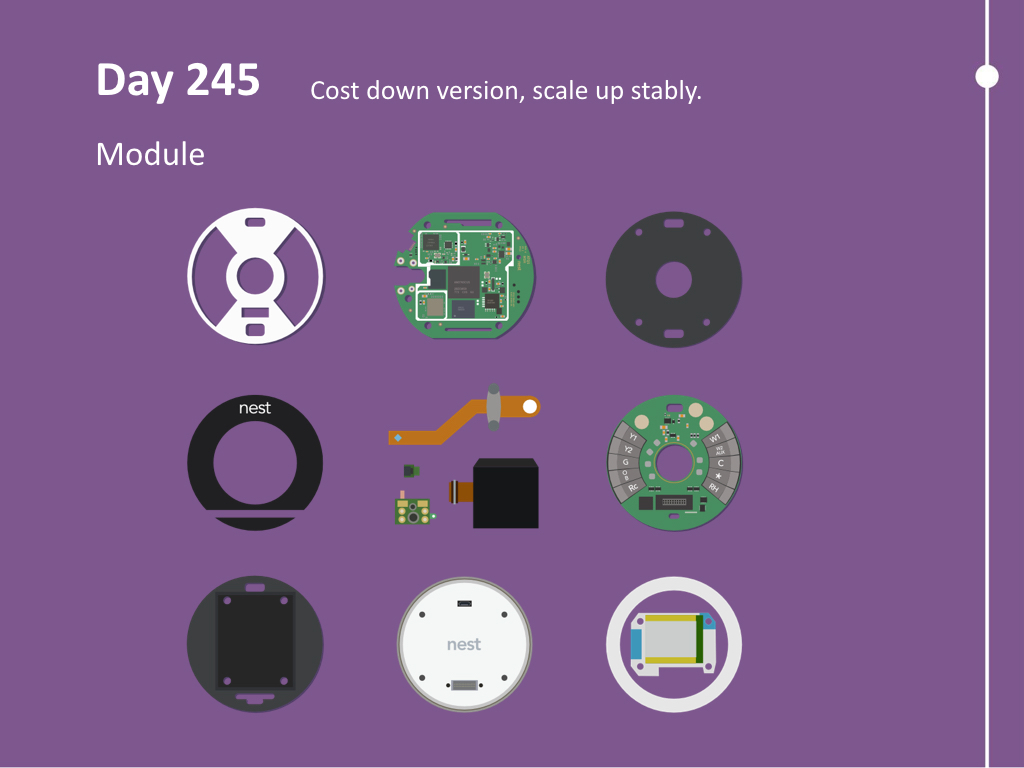 Day 245
Cost down version, scale up stably.
Module
nest
Y1
Y2
G
O
B
Rc
W1
W2
AUX
C
RH
nest